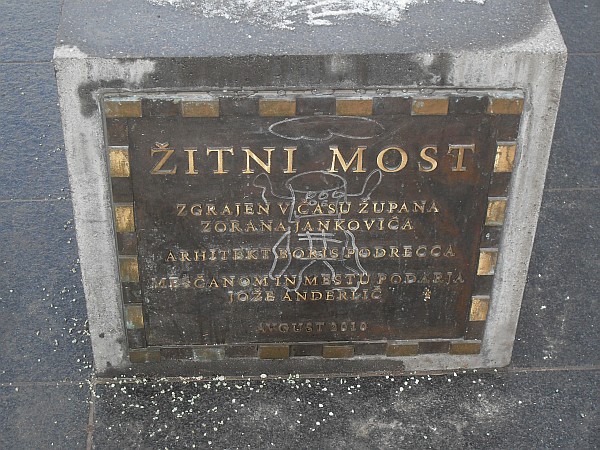 ŽITNI MOST
ZGRAJEN V ČASU ŽUPANA
ZORANA JANKOVIĆA
ARHITEKT BORIS PODRECCA
MEŠČANOM IN MESTU PODARJA
JOŽE ANDERLIČ
AVGUST 2010